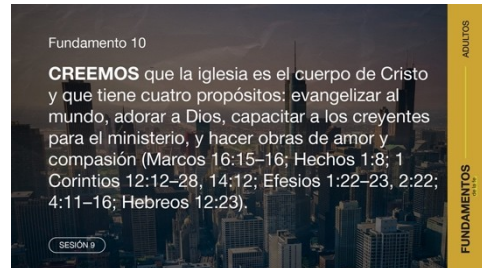 Fundamento 10
CREEMOS que la iglesia es el cuerpo de Cristo
y que tiene cuatro propósitos: evangelizar al
mundo, adorar a Dios, capacitar a los creyentes
para el ministerio, y hacer obras de amor y
compasión (Marcos 16:15–16; Hechos 1:8; 1
Corintios 12:12–28, 14:12; Efesios 1:22–23, 2:22;
4:11–16; Hebreos 12:23).
SESIÓN 9
ADULTOS
FUNDAMENTOS
de la fe